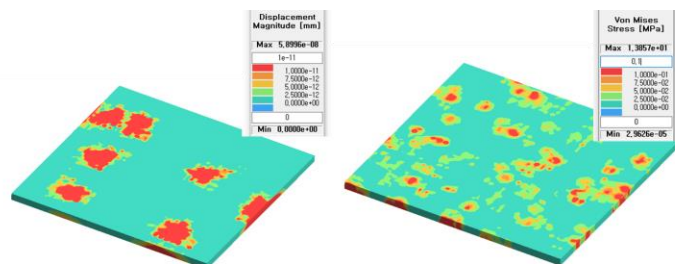 Displacement
Magnitude [mm]
Max 5,8996e-08
1e-11
1,0000e-11
7,5000e-12
5,0000e-12
2,5000e-12
0,0000e+00
0
Min 0,0000e+00
Von Mises
Stress [MPa]
Max 1,3857e+01
0,1
1,0000e-01
7,5000e-02
5,0000e-02
2,5000e-02
0,0000e+00
0
Min 2,9626e-05